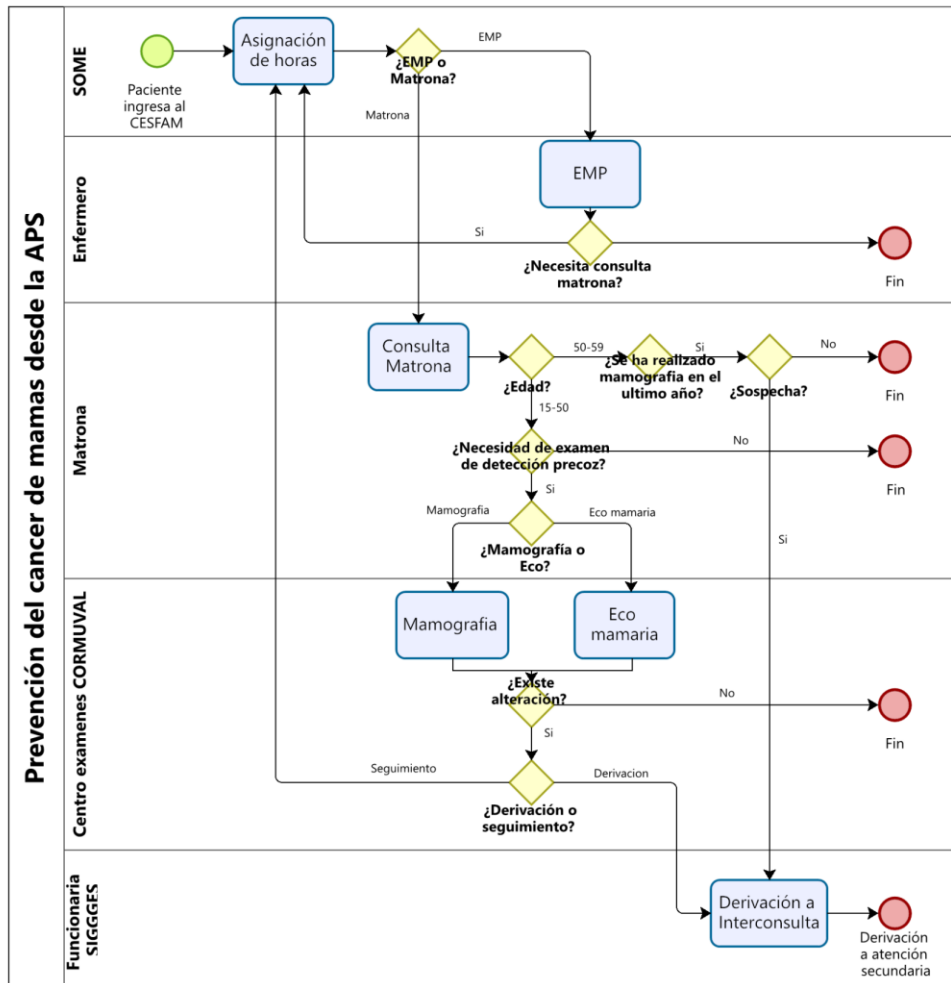 Prevención del cancer de mamas desde la APS
SOME
Paciente
ingresa al
CESFAM
Asignación
de horas
¿EMP o
Matrona?
EMP
Matrona
Enfermero
EMP
Si
¿Necesita consulta
matrona?
Fin
Matrona
Consulta
Matrona
¿Edad?
50-59
¿Se ha realizado
mamografia en el
ultimo año?
Si
¿Sospecha?
No
Fin
15-50
¿Necesidad de examen
de detección precoz?
No
Fin
Si
Mamografia
Eco mamaria
¿Mamografía o
Eco?
Si
Centro examenes CORMUVAL
Mamografia
Eco
mamaria
¿Existe
alteración?
No
Fin
Si
Seguimiento
Derivacion
¿Derivación o
seguimiento?
Funcionaria
SIGGGES
Derivación a
Interconsulta
Derivación
a atención
secundaria